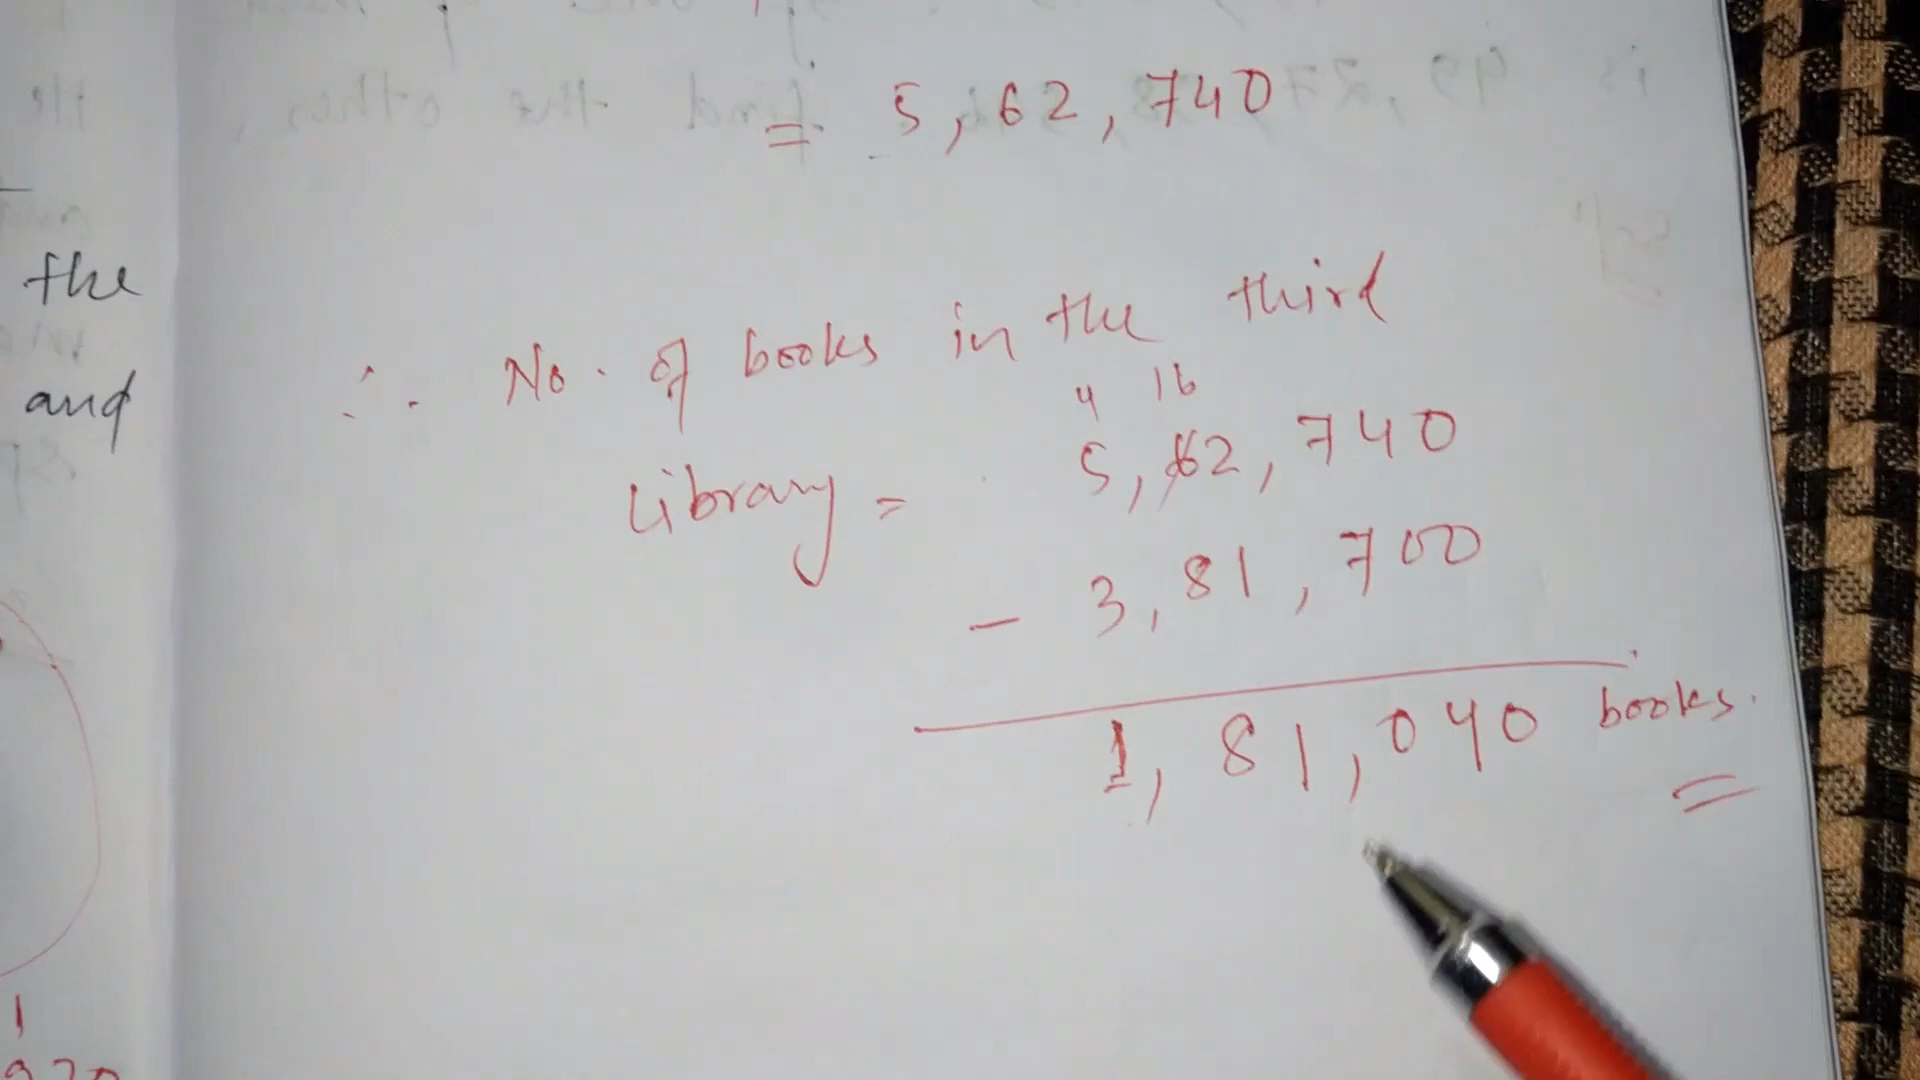 = 5,62,740
the
and
∴ No. of books in the third
4 16
Library = 5,62,740
- 3,81,700
1,81,040 books.